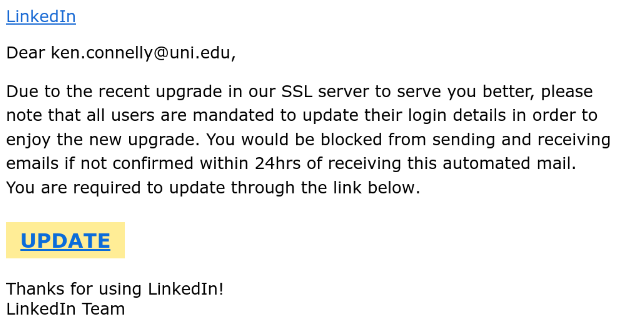 LinkedIn
Dear ken.connelly@uni.edu,
Due to the recent upgrade in our SSL server to serve you better, please
note that all users are mandated to update their login details in order to
enjoy the new upgrade. You would be blocked from sending and receiving
emails if not confirmed within 24hrs of receiving this automated mail.
You are required to update through the link below.
UPDATE
Thanks for using LinkedIn!
LinkedIn Team